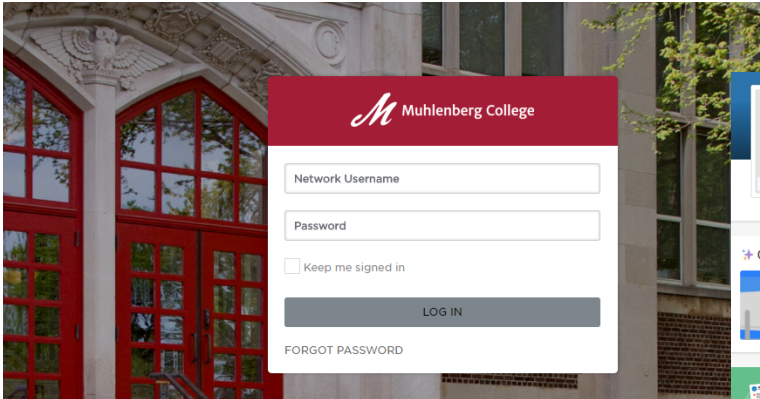 Muhlenberg College
Network Username
Password
Keep me signed in
LOG IN
FORGOT PASSWORD